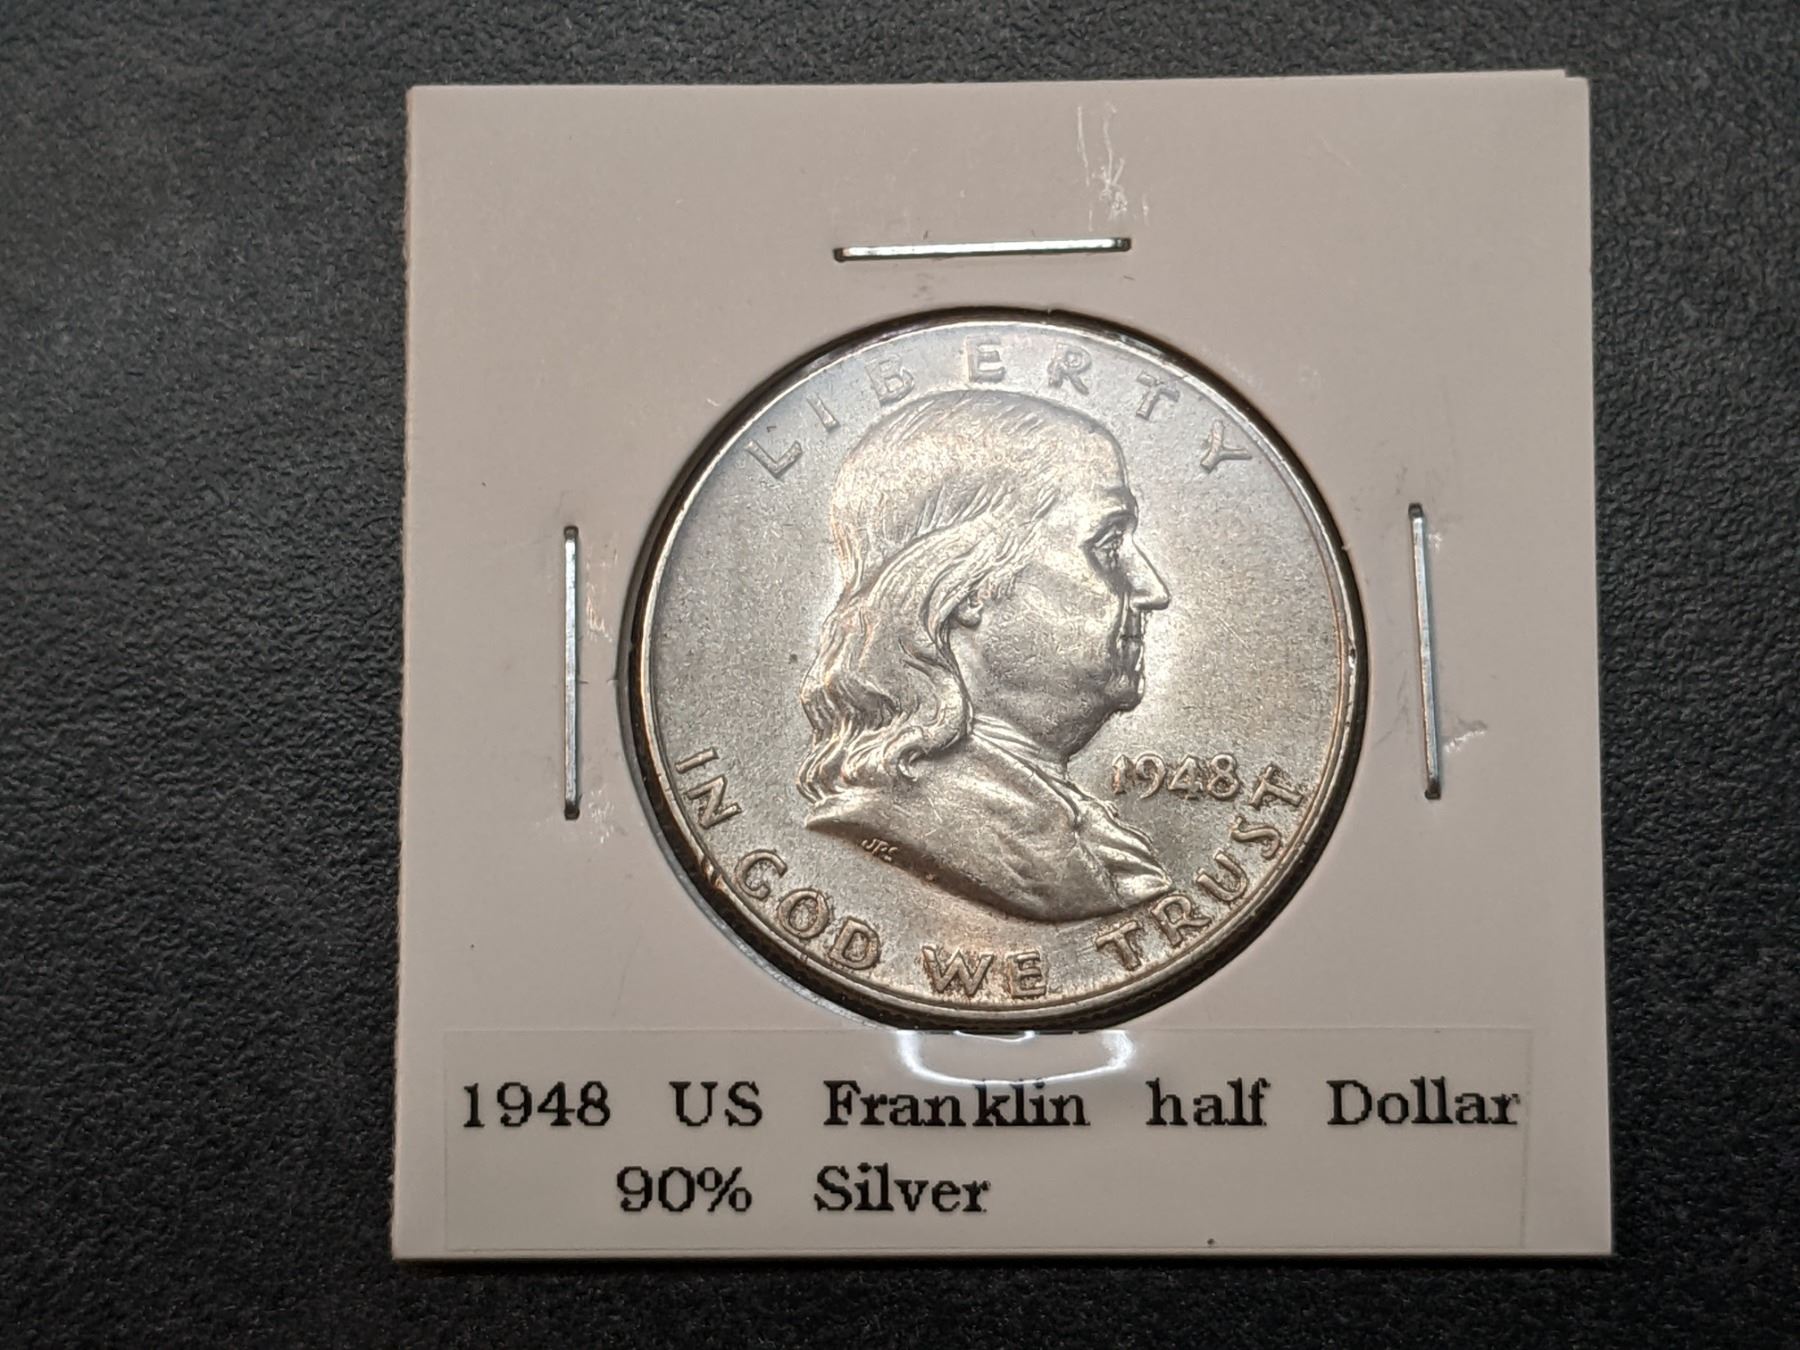 LIBERTY
1948
JRS
IN GOD WE TRUST
1948 US Franklin half Dollar
90% Silver